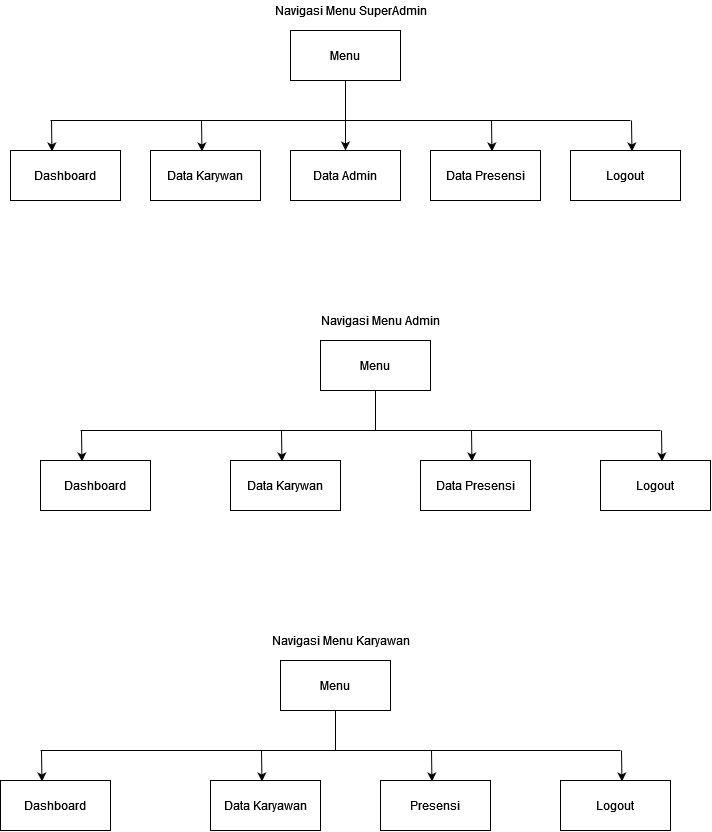 Navigasi Menu SuperAdmin
Menu
Dashboard
Data Karywan
Data Admin
Data Presensi
Logout
Navigasi Menu Admin
Menu
Dashboard
Data Karywan
Data Presensi
Logout
Navigasi Menu Karyawan
Menu
Dashboard
Data Karyawan
Presensi
Logout